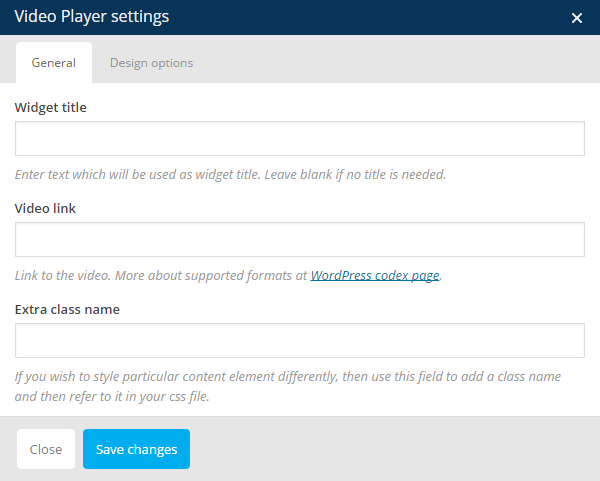 Video Player settings
General
Design options
Widget title
Enter text which will be used as widget title. Leave blank if no title is needed.
Video link
Link to the video. More about supported formats at WordPress codex page.
Extra class name
If you wish to style particular content element differently, then use this field to add a class name
and then refer to it in your css file.
Close
Save changes